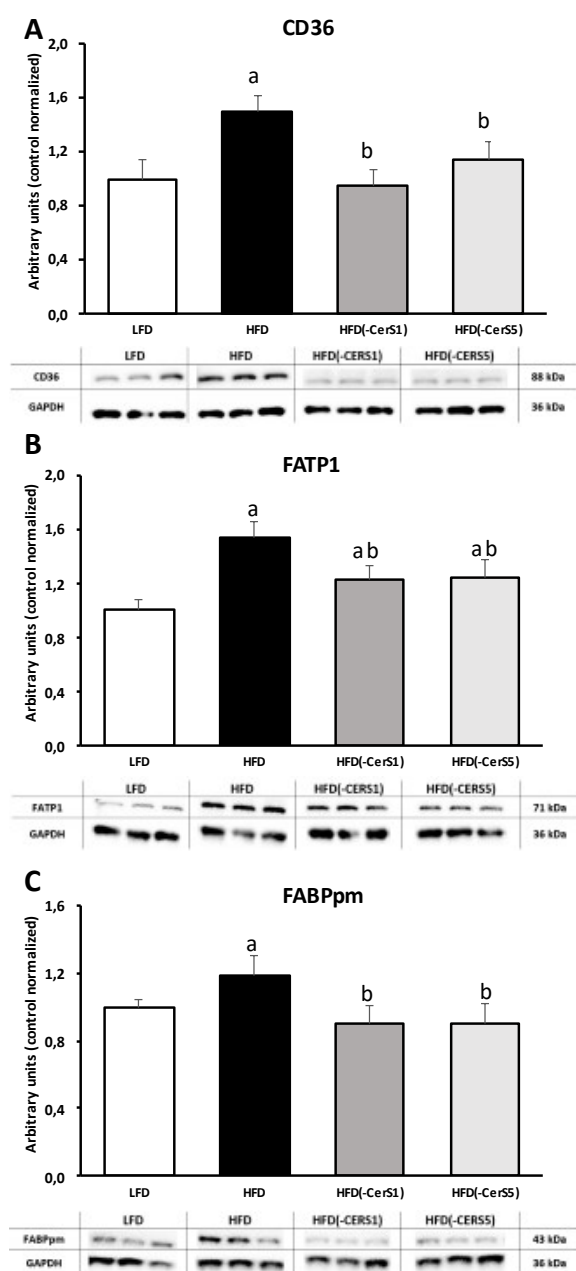 A
CD36
Arbitrary units (control normalized)
2,0
1,6
1,2
0,8
0,4
0,0
a
b
b
LFD HFD HFD(-CerS1) HFD(-CerS5)
LFD HFD HFD(-CERS1) HFD(-CERS5)
CD36 88 kDa
GAPDH 36 kDa
B
FATP1
Arbitrary units (control normalized)
2,0
1,6
1,2
0,8
0,4
0,0
a
ab
ab
LFD HFD HFD(-CerS1) HFD(-CerS5)
LFD HFD HFD(-CERS1) HFD(-CERS5)
FATP1 71 kDa
GAPDH 36 kDa
C
FABPpm
Arbitrary units (control normalized)
1,6
1,2
0,8
0,4
0,0
a
b
b
LFD HFD HFD(-CerS1) HFD(-CerS5)
LFD HFD HFD(-CERS1) HFD(-CERS5)
FABPpm 43 kDa
GAPDH 36 kDa